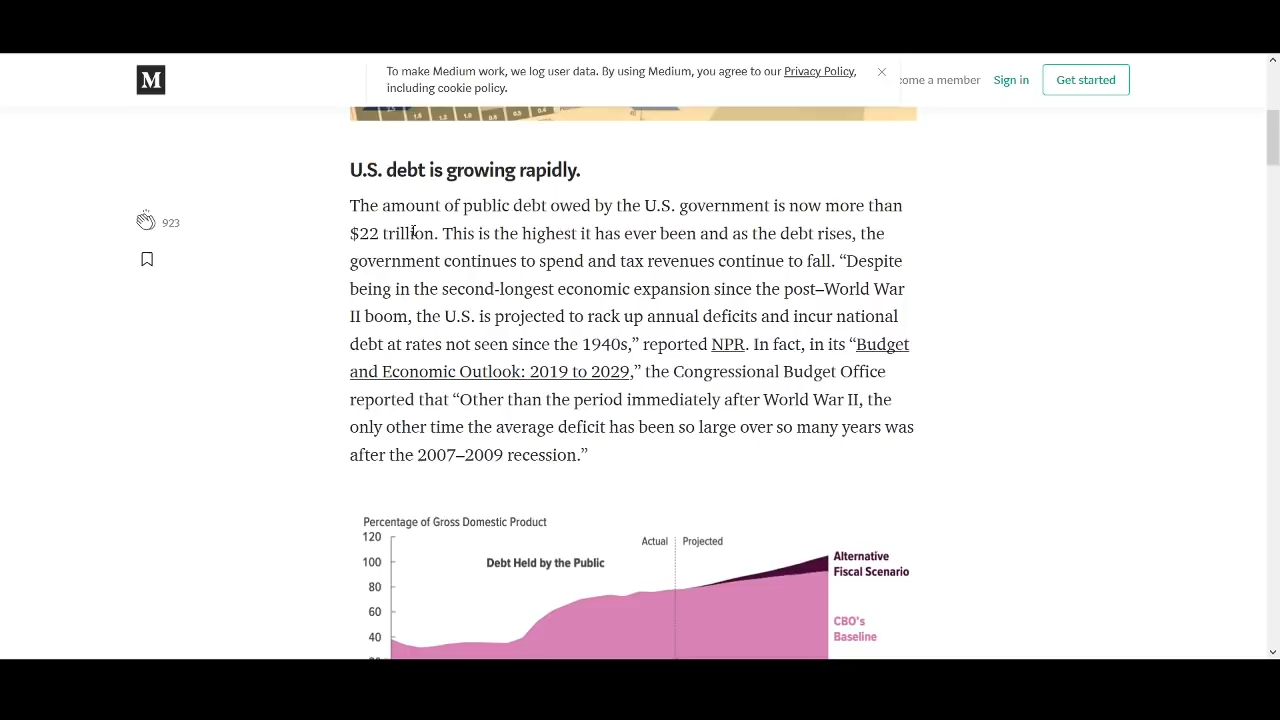 M
To make Medium work, we log user data. By using Medium, you agree to our Privacy Policy,
including cookie policy.
come a member Sign in Get started
U.S. debt is growing rapidly.
The amount of public debt owed by the U.S. government is now more than
$22 trillion. This is the highest it has ever been and as the debt rises, the
government continues to spend and tax revenues continue to fall. “Despite
being in the second-longest economic expansion since the post–World War
II boom, the U.S. is projected to rack up annual deficits and incur national
debt at rates not seen since the 1940s,” reported NPR. In fact, in its “Budget
and Economic Outlook: 2019 to 2029,” the Congressional Budget Office
reported that “Other than the period immediately after World War II, the
only other time the average deficit has been so large over so many years was
after the 2007–2009 recession.”
923
Percentage of Gross Domestic Product
120
Actual Projected
Debt Held by the Public
Alternative
Fiscal Scenario
100
80
60
CBO's
Baseline
40